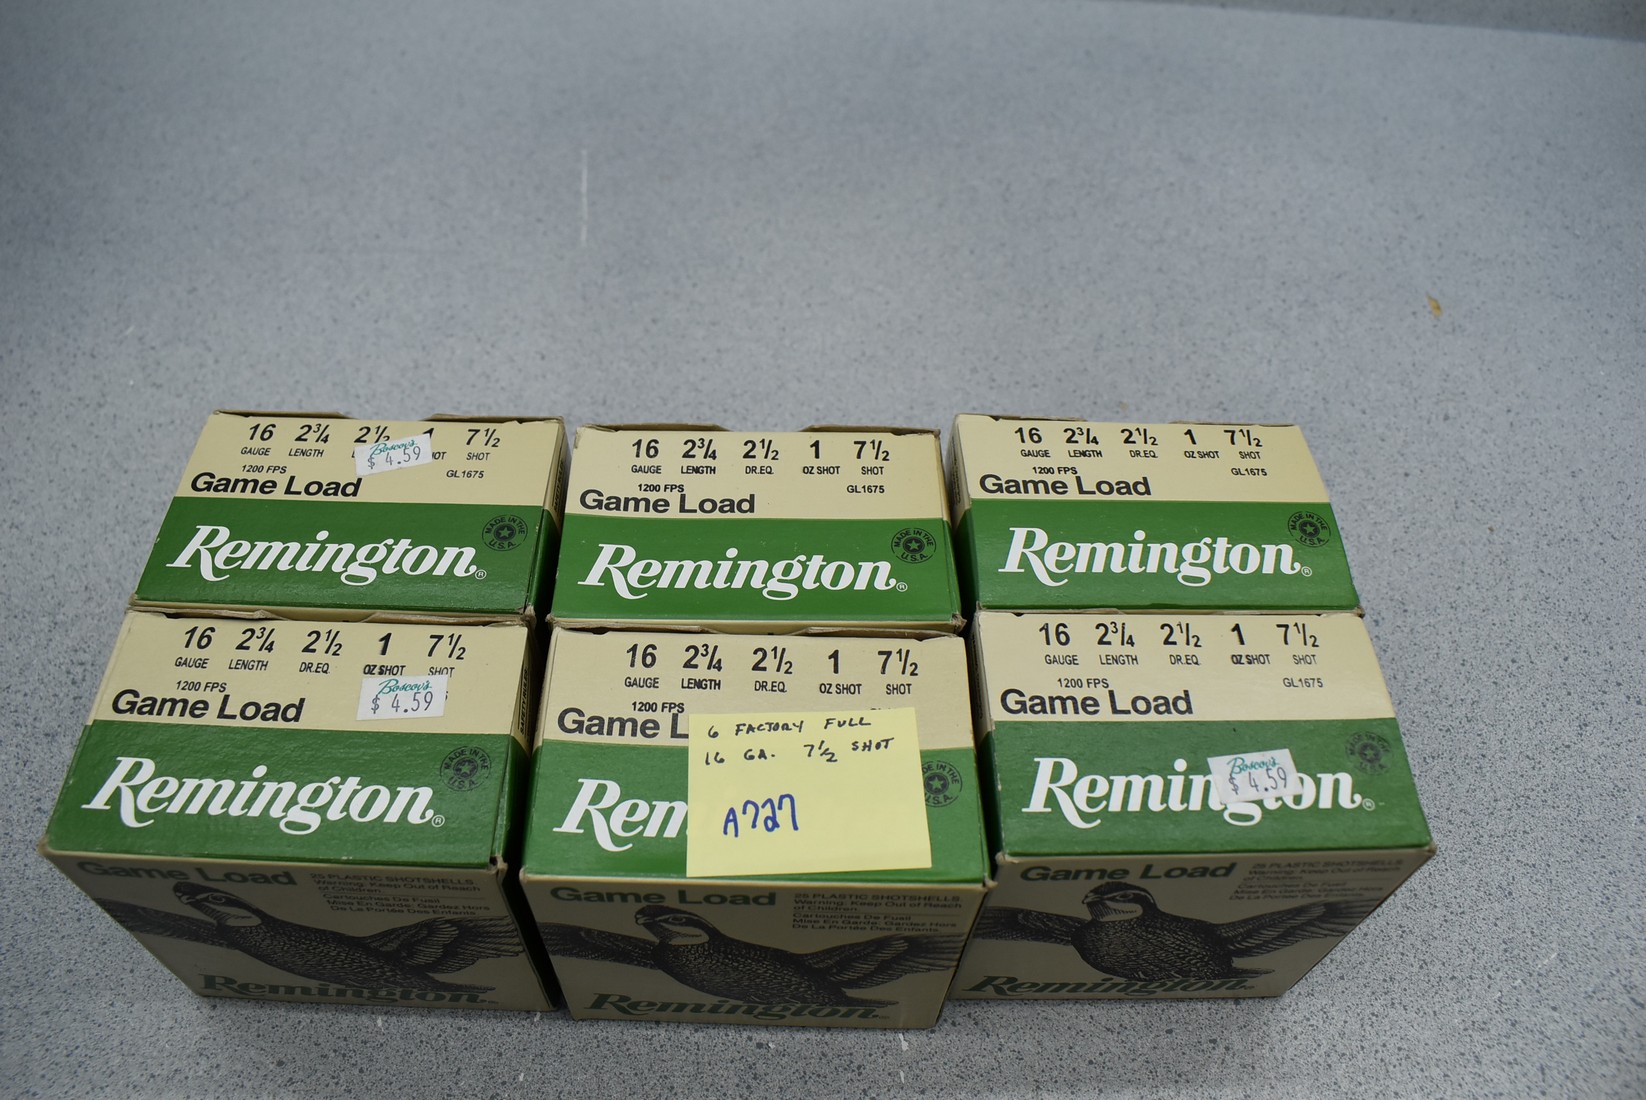 16 2¾ 2½ 1 7½
GAUGE LENGTH OT SHOT
1200 FPS GL1675
Boscov's
$4.59
Game Load
Remington®
MADE IN THE U.S.A.
16 2¾ 2½ 1 7½
GAUGE LENGTH DR.EQ. OZ SHOT SHOT
1200 FPS GL1675
Game Load
Remington®
MADE IN THE U.S.A.
16 2¾ 2½ 1 7½
GAUGE LENGTH DR.EQ. OZ SHOT SHOT
1200 FPS GL1675
Game Load
Remington®
MADE IN THE U.S.A.
16 2¾ 2½ 1 7½
GAUGE LENGTH DR.EQ. OZ SHOT SHOT
1200 FPS
Boscov's
$4.59
Game Load
Remington®
MADE IN THE U.S.A.
Game Load
25 PLASTIC SHOTSHELLS
Warning: Keep Out of Reach
of Children
Cartouches De Fusil
Mise En Garde: Gardez Hors
De La Portée Des Enfants
Remington
16 2¾ 2½ 1 7½
GAUGE LENGTH DR.EQ. OZ SHOT SHOT
1200 FPS
Game L
Rem
6 FACTORY FULL
16 GA. 7½ SHOT
A727
U.S.A.
Game Load
25 PLASTIC SHOTSHELLS
Warning: Keep Out of Reach
of Children
Cartouches De Fusil
Mise En Garde: Gardez Hors
De La Portée Des Enfants
Remington
16 2¾ 2½ 1 7½
GAUGE LENGTH DR.EQ. OZ SHOT SHOT
1200 FPS GL1675
Game Load
Boscov's
$4.59
Remington®
MADE IN THE U.S.A.
Game Load
25 PLASTIC SHOTSHELLS
Warning: Keep Out of Reach
of Children
Cartouches De Fusil
Mise En Garde: Gardez Hors
De La Portée Des Enfants
Remington